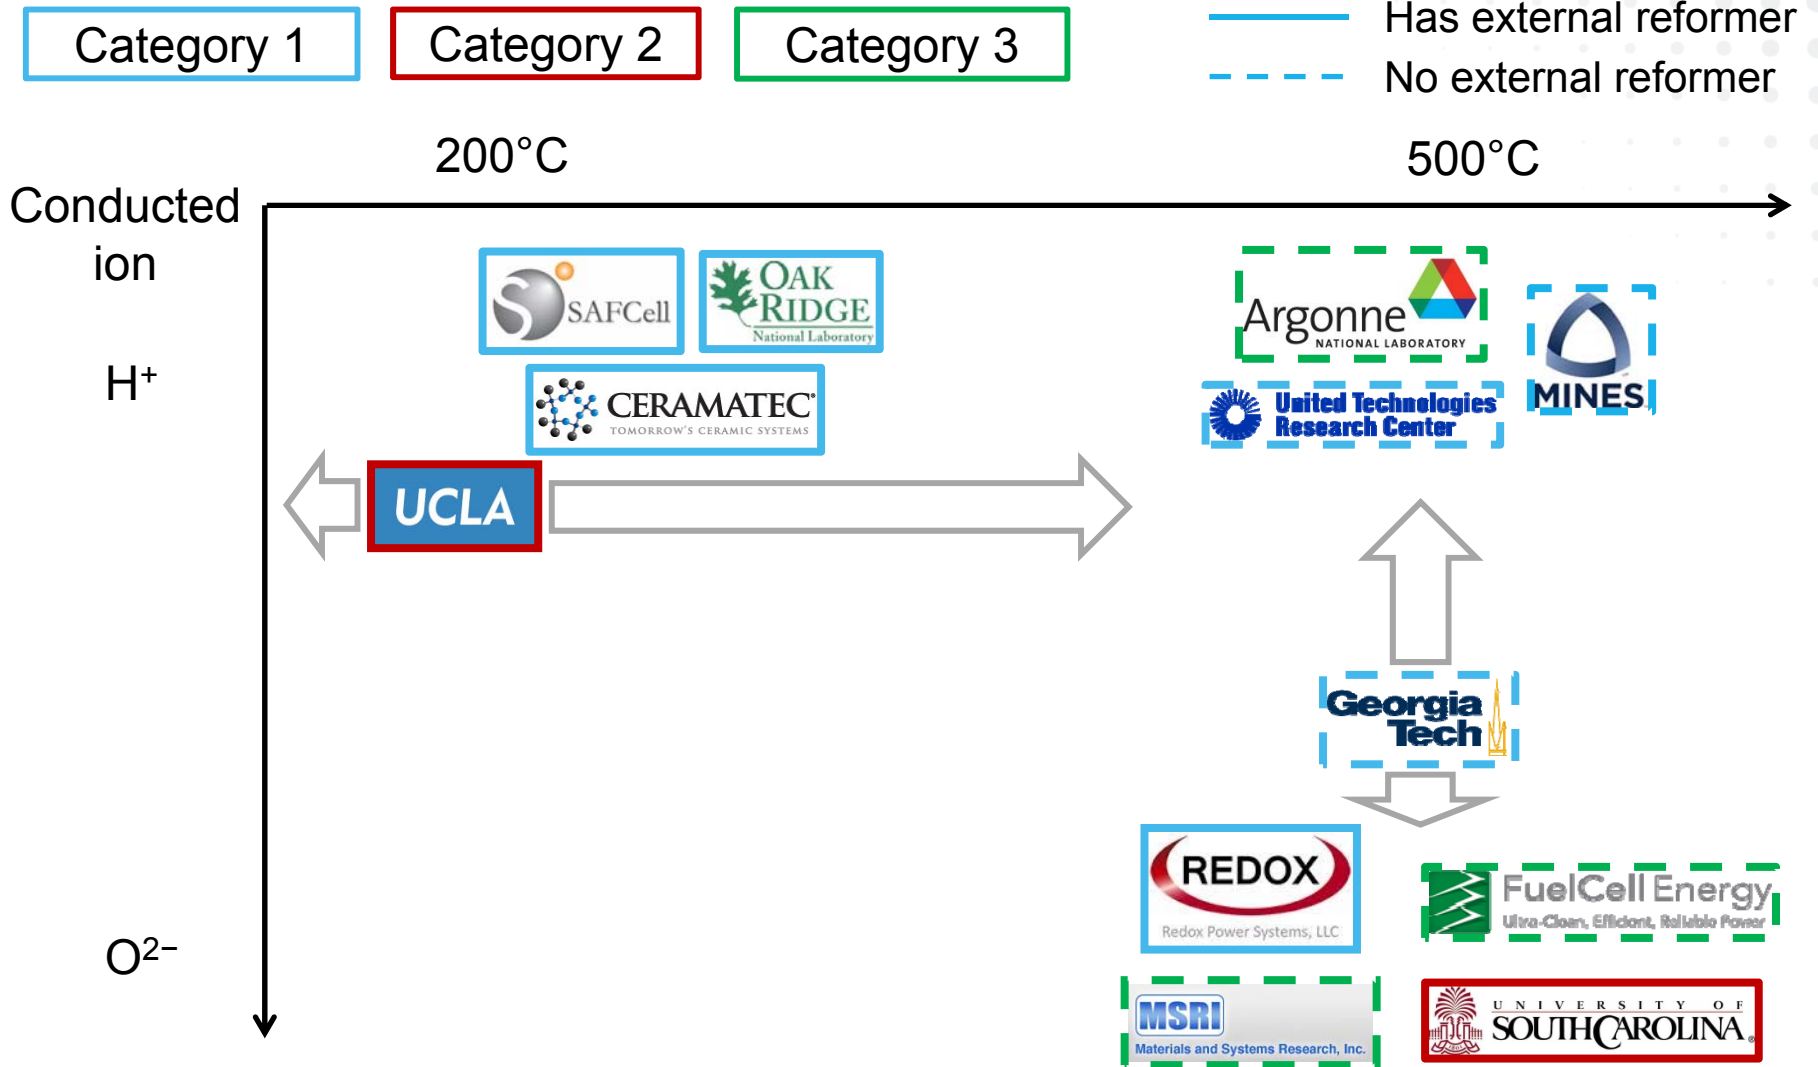 Category 1
Category 2
Category 3
Has external reformer
No external reformer
200°C
500°C
Conducted
ion
H⁺
O²⁻
SAFCell
OAK
RIDGE
National Laboratory
CERAMATEC®
TOMORROW'S CERAMIC SYSTEMS
UCLA
Argonne
NATIONAL LABORATORY
MINES
United Technologies
Research Center
Georgia
Tech
REDOX
Redox Power Systems, LLC
FuelCell Energy
Ultra-Clean, Efficient, Reliable Power
MSRI
Materials and Systems Research, Inc.
UNIVERSITY OF
SOUTH CAROLINA®